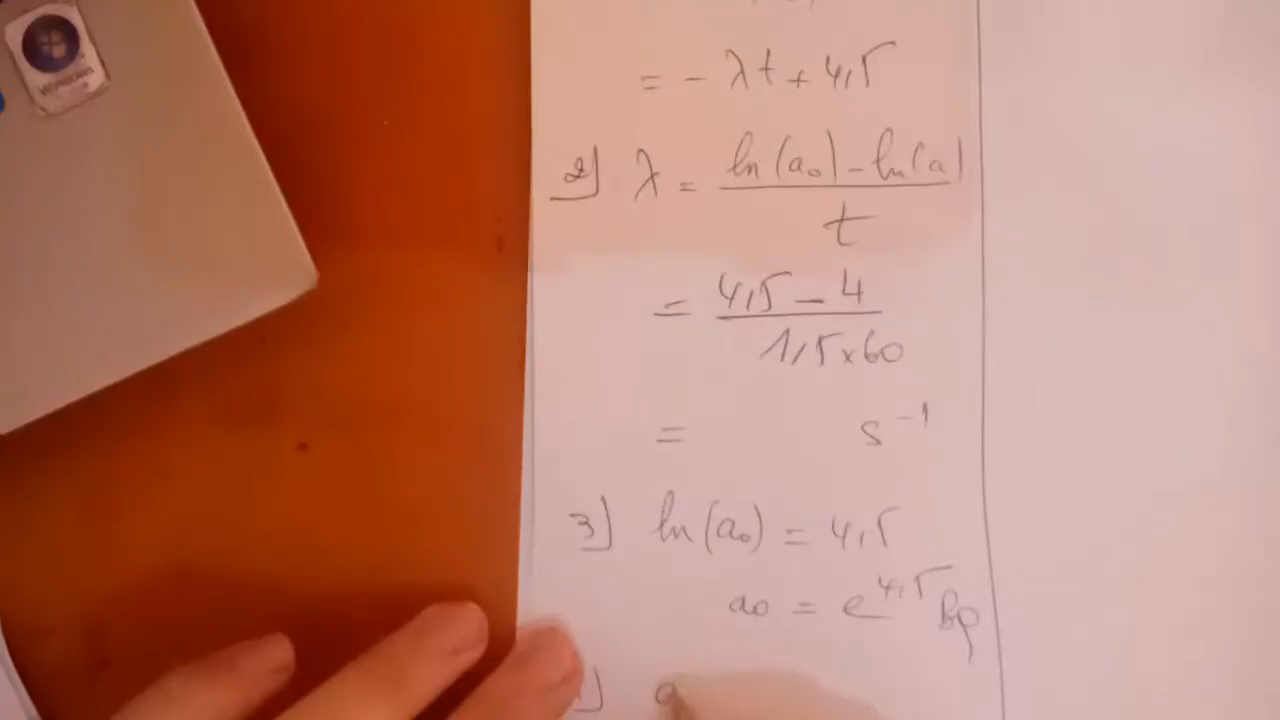 Windows
= - λt + 4,5
2) λ = ln(a₀) - ln(a) / t
= 4,5 - 4 / 1,5 × 60
= s⁻¹
3) ln(a₀) = 4,5
a₀ = e^4,5 Bq
) a